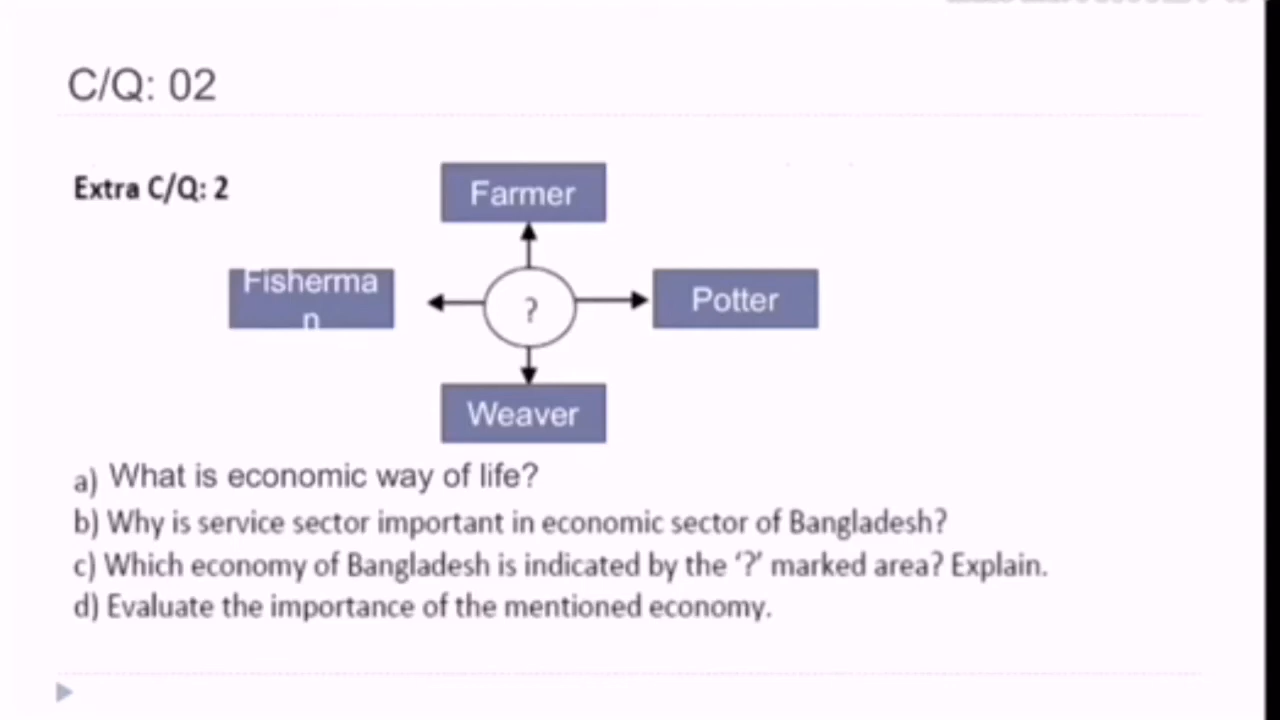 C/Q: 02
Extra C/Q: 2
Farmer
Fisherma
n
?
Potter
Weaver
a) What is economic way of life?
b) Why is service sector important in economic sector of Bangladesh?
c) Which economy of Bangladesh is indicated by the ‘?’ marked area? Explain.
d) Evaluate the importance of the mentioned economy.